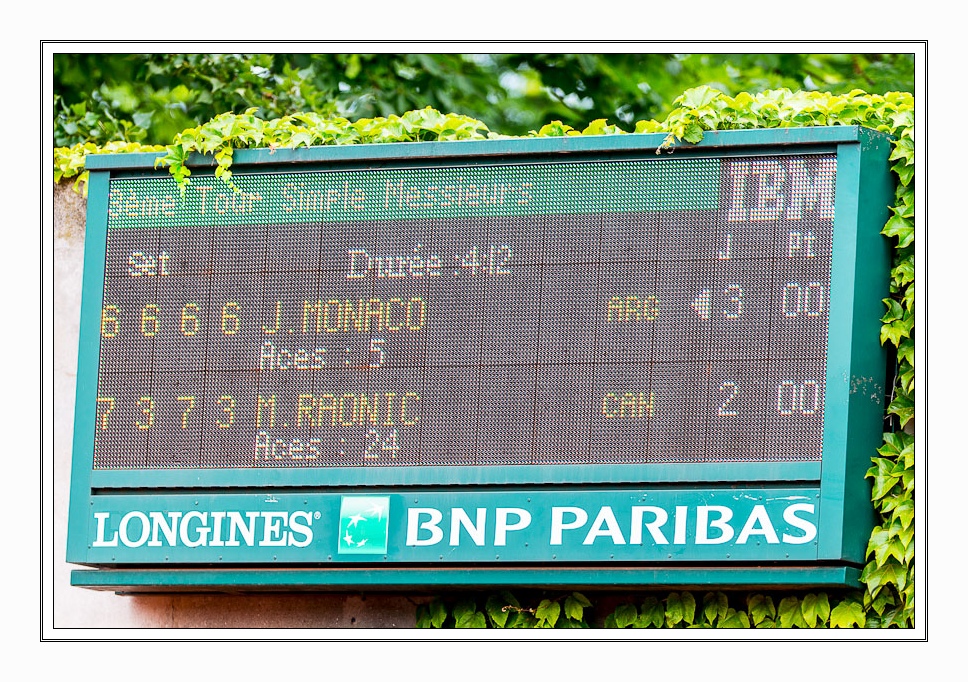 3ème Tour Simple Messieurs IBM
Set Durée :4:12 J Pt
6 6 6 6 J.MONACO ARG 3 00
Aces : 5
7 3 7 3 M.RAONIC CAN 2 00
Aces : 24
LONGINES® BNP PARIBAS